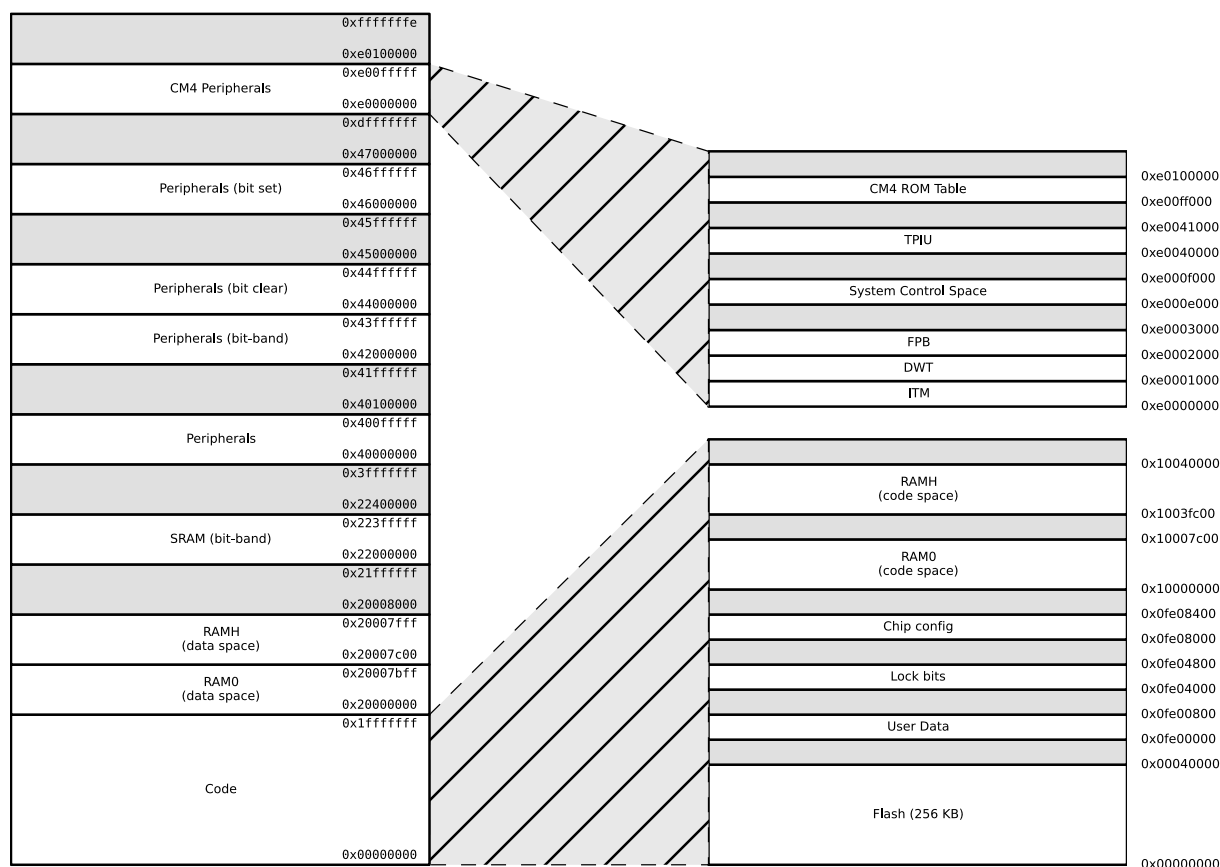 0xfffffffe
0xe0100000
0xe00fffff
CM4 Peripherals
0xe0000000
0xdfffffff
0x47000000
0x46ffffff
Peripherals (bit set)
0x46000000
0x45ffffff
0x45000000
0x44ffffff
Peripherals (bit clear)
0x44000000
0x43ffffff
Peripherals (bit-band)
0x42000000
0x41ffffff
0x40100000
0x400fffff
Peripherals
0x40000000
0x3fffffff
0x22400000
0x223fffff
SRAM (bit-band)
0x22000000
0x21ffffff
0x20008000
0x20007fff
RAMH
(data space)
0x20007c00
0x20007bff
RAM0
(data space)
0x20000000
0x1fffffff
Code
0x00000000
0xe0100000
CM4 ROM Table
0xe00ff000
0xe0041000
TPIU
0xe0040000
0xe000f000
System Control Space
0xe000e000
0xe0003000
FPB
0xe0002000
DWT
0xe0001000
ITM
0xe0000000
0x10040000
RAMH
(code space)
0x1003fc00
0x10007c00
RAM0
(code space)
0x10000000
0x0fe08400
Chip config
0x0fe08000
0x0fe04800
Lock bits
0x0fe04000
0x0fe00800
User Data
0x0fe00000
0x00040000
Flash (256 KB)
0x00000000